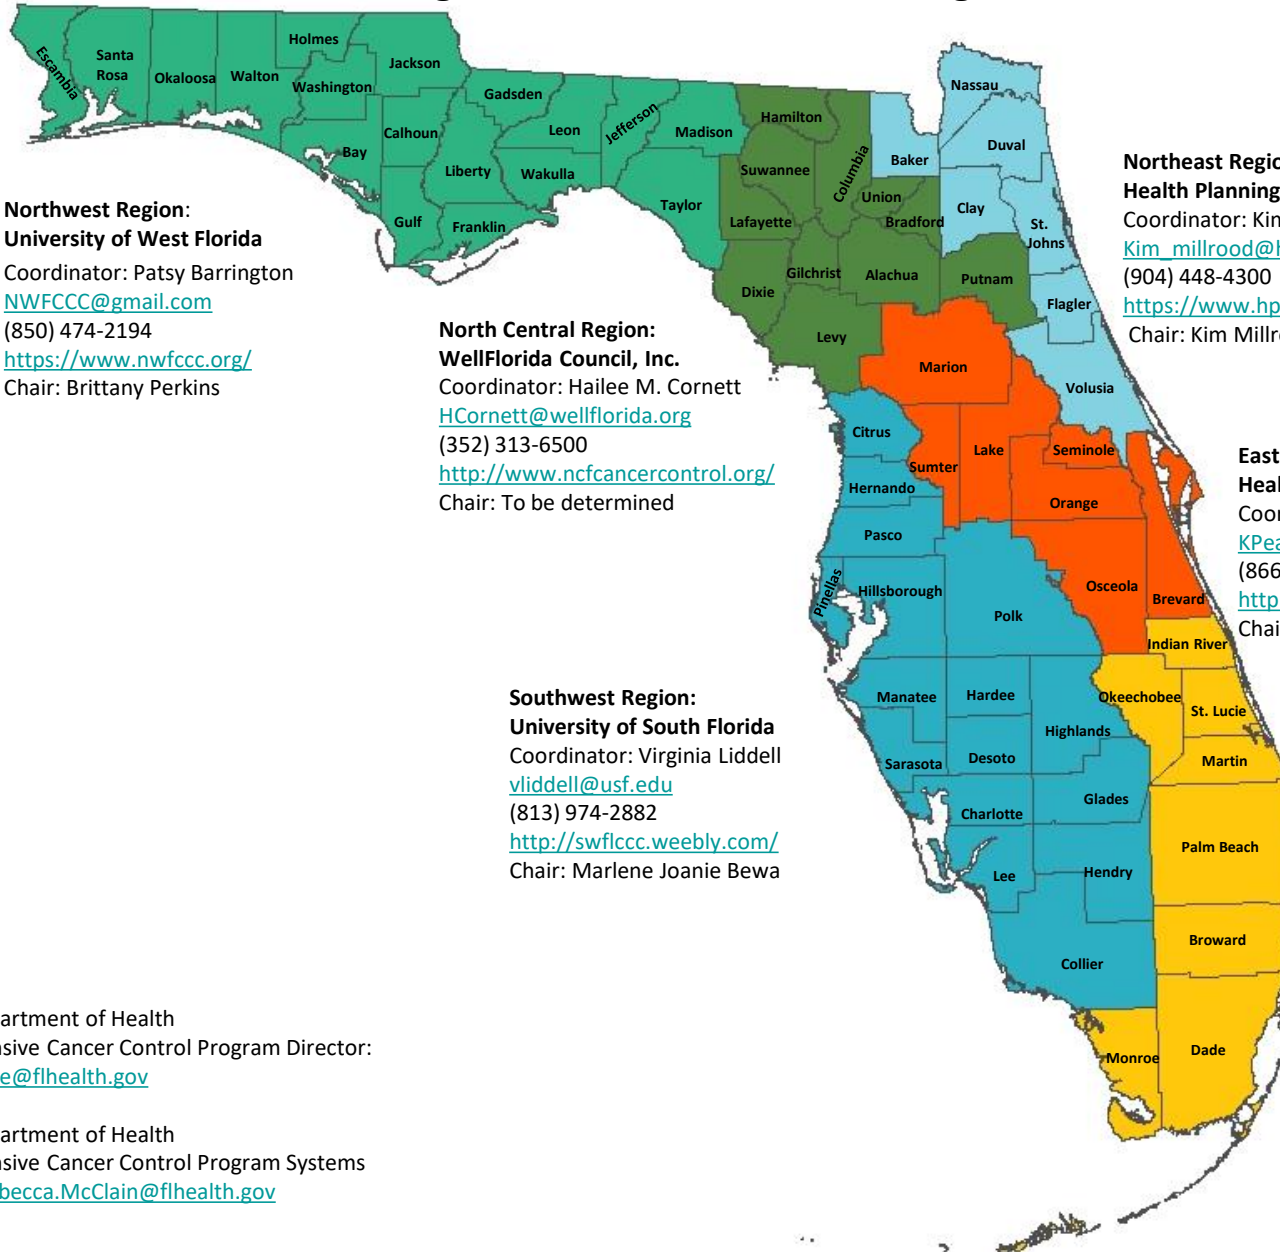 Escambia
Santa
Rosa
Okaloosa
Walton
Holmes
Washington
Jackson
Bay
Calhoun
Gulf
Liberty
Franklin
Gadsden
Leon
Wakulla
Jefferson
Madison
Taylor
Hamilton
Suwannee
Columbia
Lafayette
Union
Bradford
Gilchrist
Alachua
Dixie
Levy
Putnam
Nassau
Baker
Duval
Clay
St.
Johns
Flagler
Volusia
Marion
Citrus
Sumter
Lake
Seminole
Orange
Hernando
Pasco
Pinellas
Hillsborough
Polk
Osceola
Brevard
Indian River
Okeechobee
St. Lucie
Manatee
Hardee
Highlands
Sarasota
Desoto
Martin
Charlotte
Glades
Lee
Hendry
Palm Beach
Collier
Broward
Monroe
Dade
Northwest Region:
University of West Florida
Coordinator: Patsy Barrington
NWFCCC@gmail.com
(850) 474-2194
https://www.nwfccc.org/
Chair: Brittany Perkins
North Central Region:
WellFlorida Council, Inc.
Coordinator: Hailee M. Cornett
HCornett@wellflorida.org
(352) 313-6500
http://www.ncfcancercontrol.org/
Chair: To be determined
Northeast Regio
Health Planning
Coordinator: Kim
Kim_millrood@h
(904) 448-4300
https://www.hp
Chair: Kim Millro
East
Heal
Coor
KPea
(866
http
Chai
Southwest Region:
University of South Florida
Coordinator: Virginia Liddell
vliddell@usf.edu
(813) 974-2882
http://swflccc.weebly.com/
Chair: Marlene Joanie Bewa
artment of Health
nsive Cancer Control Program Director:
e@flhealth.gov
artment of Health
nsive Cancer Control Program Systems
becca.McClain@flhealth.gov